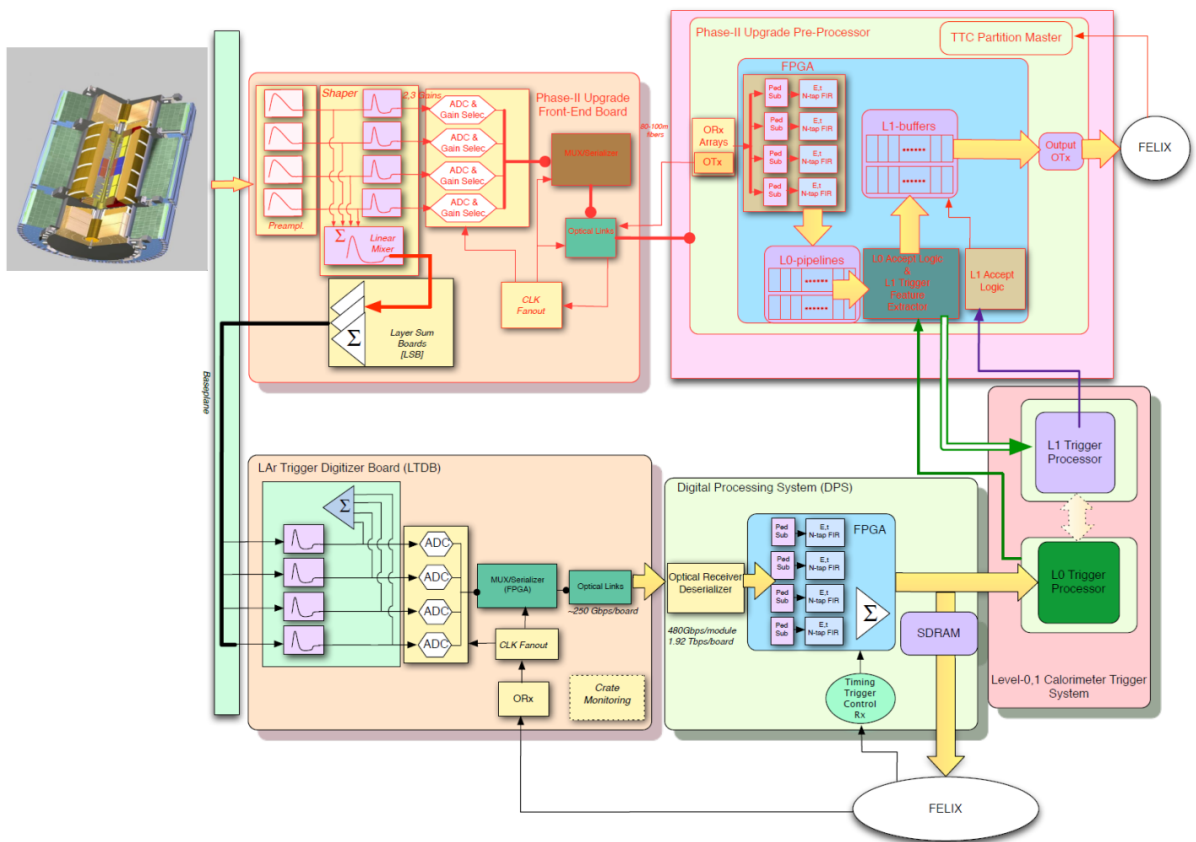 Phase-II Upgrade Pre-Processor
TTC Partition Master
FPGA
Ped
Sub
E,t
N-tap FIR
Ped
Sub
E,t
N-tap FIR
Ped
Sub
E,t
N-tap FIR
Ped
Sub
E,t
N-tap FIR
L1-buffers
......
......
ORx
Arrays
OTx
Output
OTx
FELIX
L0-pipelines
......
......
L0 Accept Logic
&
L1 Trigger
Feature
Extractor
L1 Accept
Logic
Shaper
2,3 Gains
Phase-II Upgrade
Front-End Board
ADC &
Gain Selec.
ADC &
Gain Selec.
ADC &
Gain Selec.
ADC &
Gain Selec.
80-100m
fibers
MUX/Serializer
Optical Links
Preampl.
Σ
Linear
Mixer
CLK
Fanout
Σ
Layer Sum
Boards
[LSB]
Baseplane
L1 Trigger
Processor
L0 Trigger
Processor
Level-0,1 Calorimeter Trigger
System
LAr Trigger Digitizer Board (LTDB)
Σ
ADC
ADC
ADC
ADC
MUX/Serializer
(FPGA)
Optical Links
~250 Gbps/board
CLK Fanout
ORx
Crate
Monitoring
Digital Processing System (DPS)
Optical Receiver
Deserializer
480Gbps/module
1.92 Tbps/board
FPGA
Ped
Sub
E,t
N-tap FIR
Ped
Sub
E,t
N-tap FIR
Ped
Sub
E,t
N-tap FIR
Ped
Sub
E,t
N-tap FIR
Σ
SDRAM
Timing
Trigger
Control
Rx
FELIX